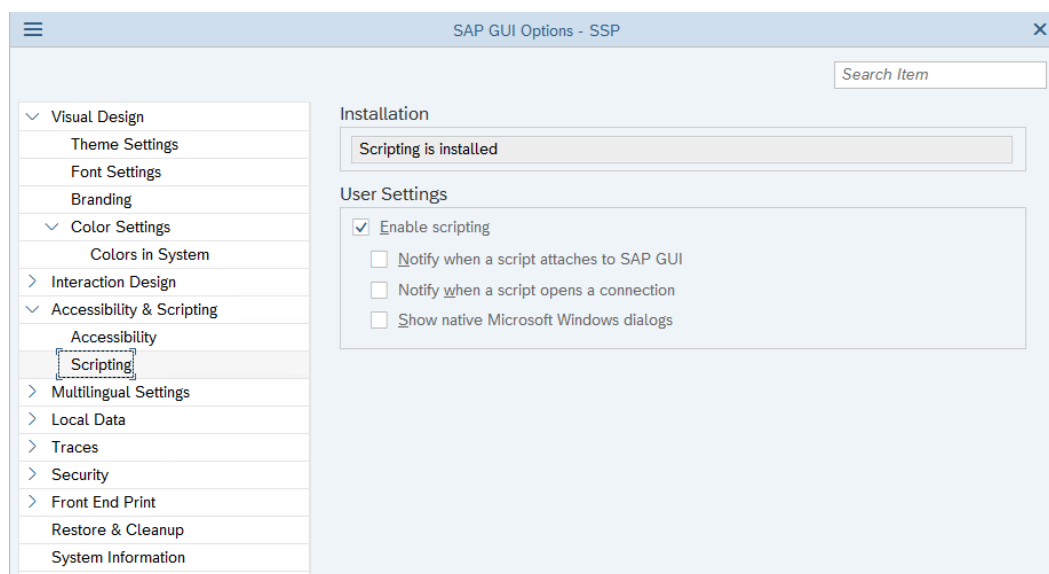 SAP GUI Options - SSP
Search Item
Visual Design
Theme Settings
Font Settings
Branding
Color Settings
Colors in System
Interaction Design
Accessibility & Scripting
Accessibility
Scripting
Multilingual Settings
Local Data
Traces
Security
Front End Print
Restore & Cleanup
System Information
Installation
Scripting is installed
User Settings
Enable scripting
Notify when a script attaches to SAP GUI
Notify when a script opens a connection
Show native Microsoft Windows dialogs